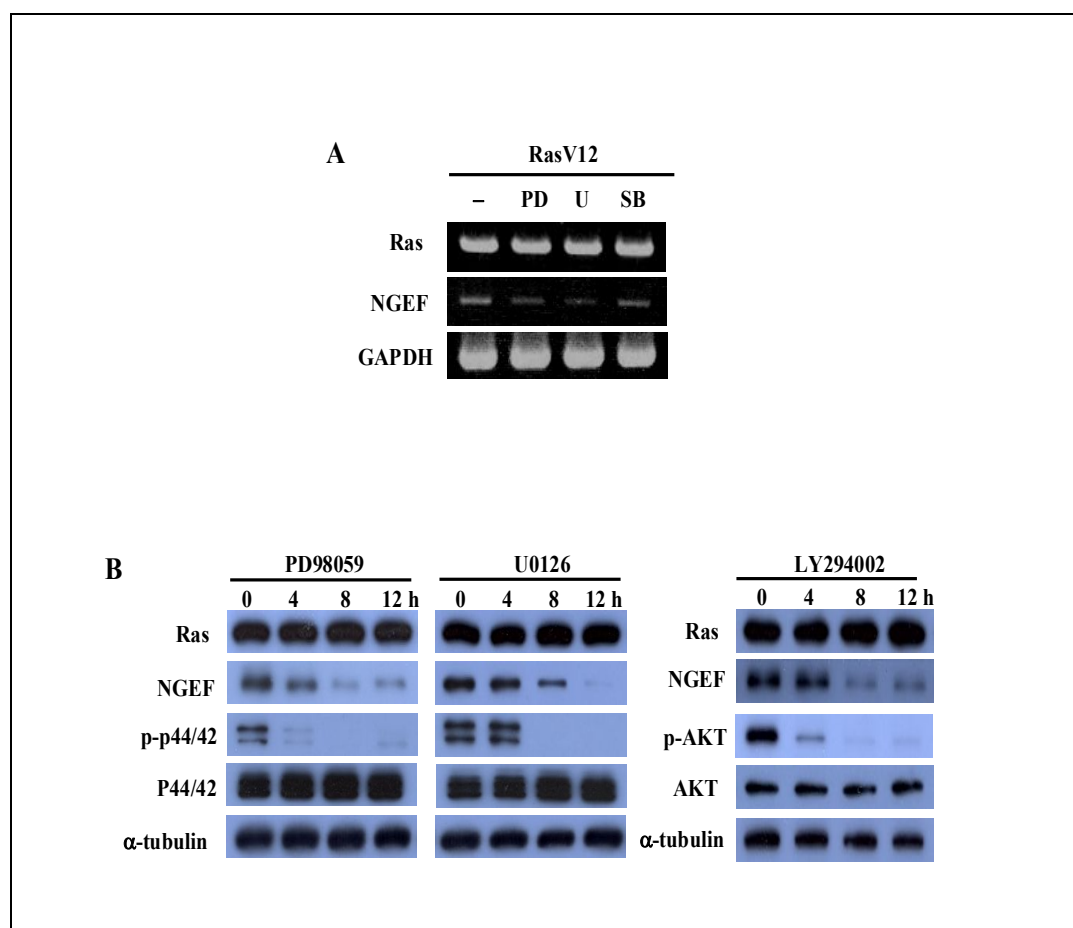 A
RasV12
– PD U SB
Ras
NGEF
GAPDH
B
PD98059 U0126 LY294002
0 4 8 12 h 0 4 8 12 h 0 4 8 12 h
Ras Ras
NGEF NGEF
p-p44/42 p-AKT
P44/42 AKT
α-tubulin α-tubulin